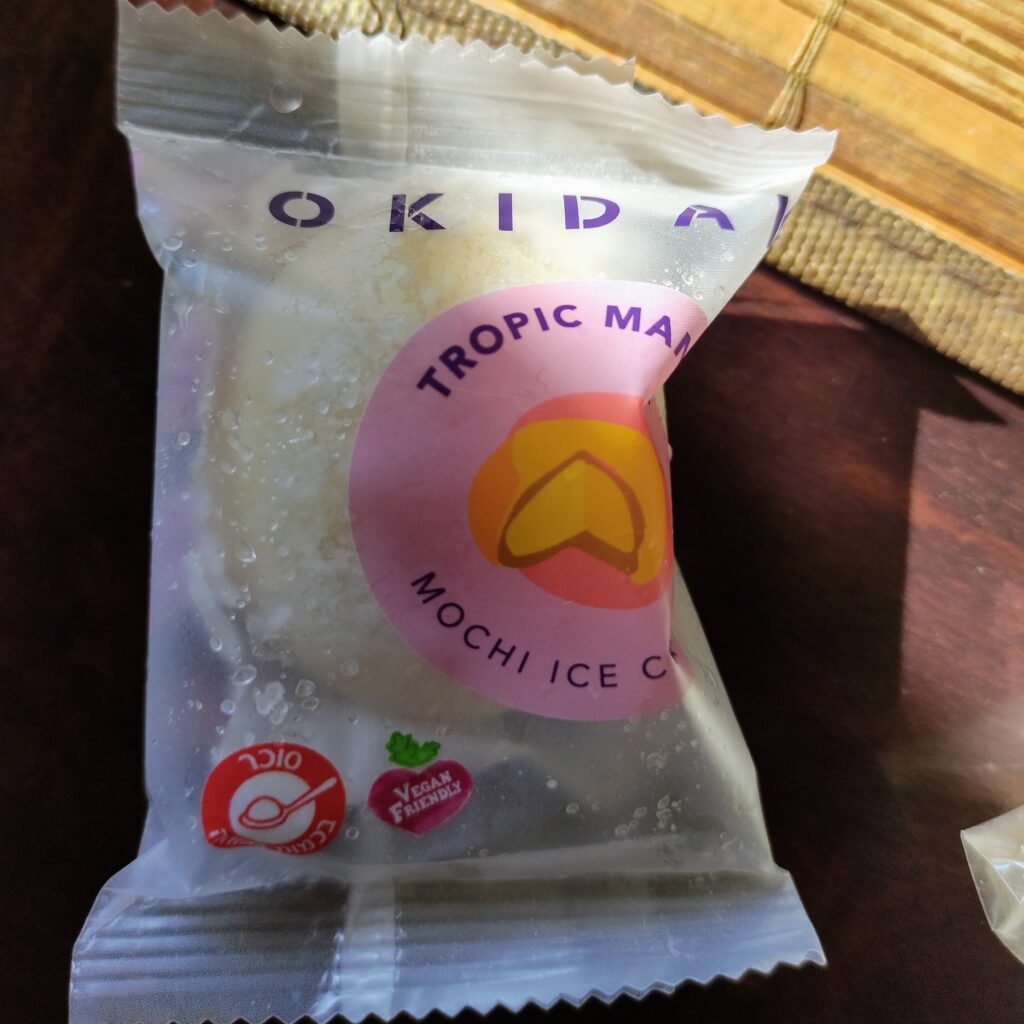 OKIDA
TROPIC MAN
MOCHI ICE C
סוכר
VEGAN
FRIENDLY